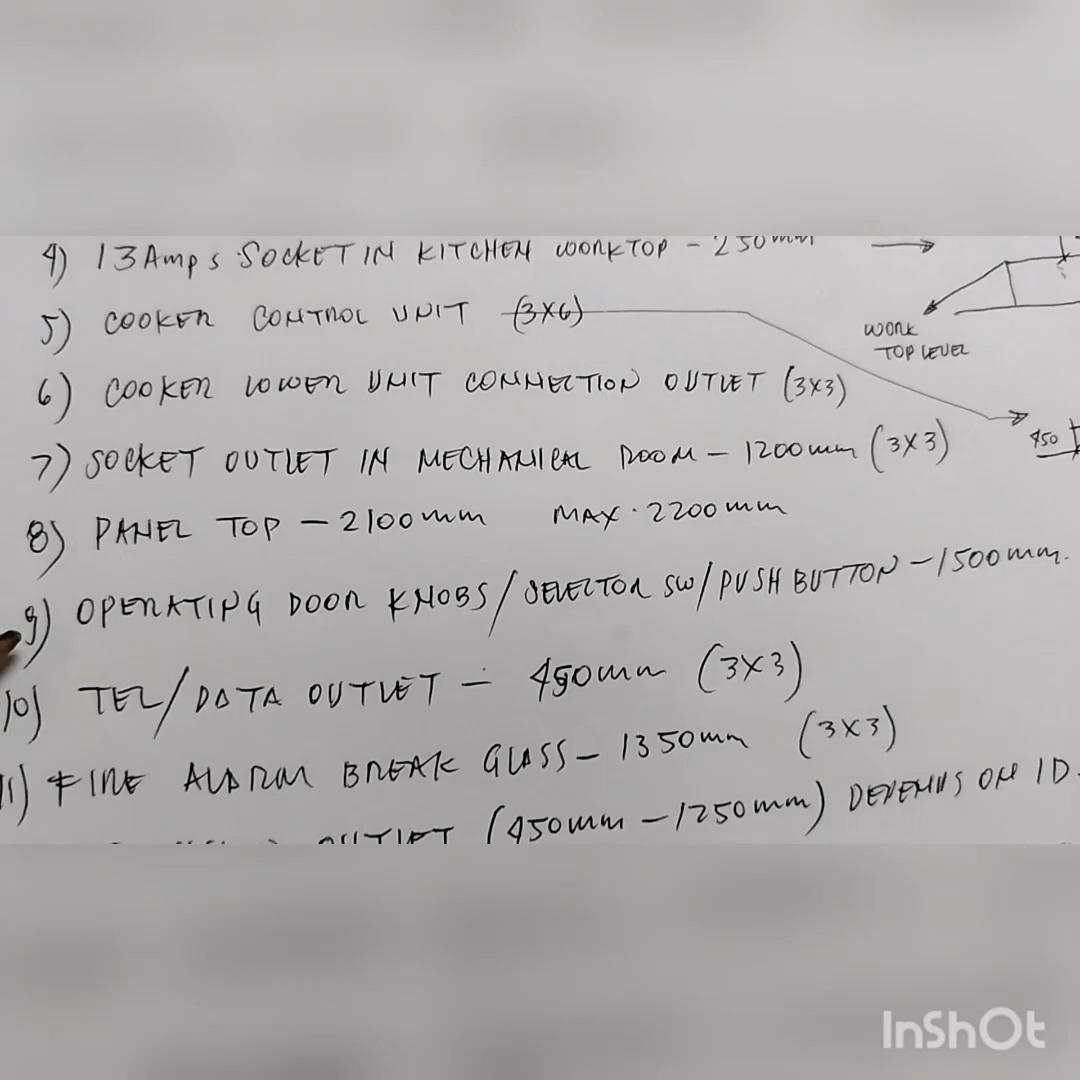 4) 13 Amps SOCKET IN KITCHEN WORKTOP - 250mm
5) COOKER CONTROL UNIT (3X6)
WORK
TOP LEVEL
6) COOKER LOWER UNIT CONNECTION OUTLET (3X3)
450
7) SOCKET OUTLET IN MECHANICAL ROOM - 1200mm (3X3)
8) PANEL TOP - 2100mm MAX. 2200mm
9) OPERATING DOOR KNOBS/SELECTOR SW/PUSH BUTTON - 1500mm.
10) TEL/DATA OUTLET - 450mm (3X3)
11) FIRE ALARM BREAK GLASS - 1350mm (3X3)
OUTLET (450mm - 1250mm) DEPENDS ON ID.
InShOt